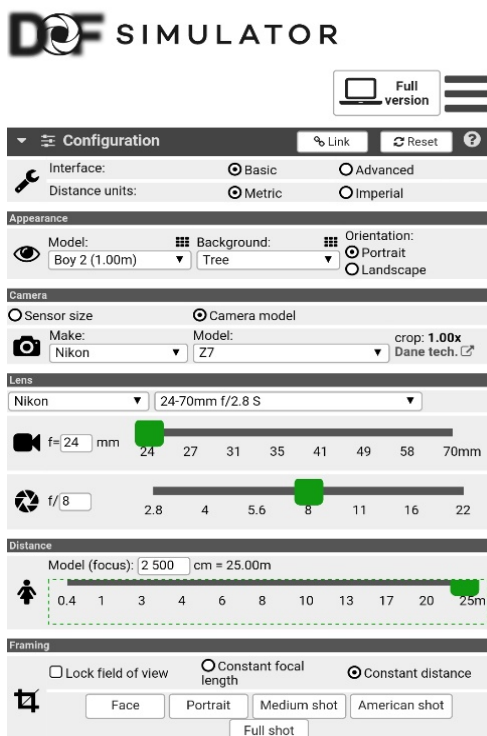 DOF SIMULATOR
Full
version
Configuration
Link
Reset
?
Interface:
Basic
Advanced
Distance units:
Metric
Imperial
Appearance
Model:
Background:
Orientation:
Boy 2 (1.00m)
Tree
Portrait
Landscape
Camera
Sensor size
Camera model
Make:
Model:
crop: 1.00x
Nikon
Z7
Dane tech.
Lens
Nikon
24-70mm f/2.8 S
f= 24 mm
24 27 31 35 41 49 58 70mm
f/ 8
2.8 4 5.6 8 11 16 22
Distance
Model (focus): 2 500 cm = 25.00m
0.4 1 3 4 6 8 10 13 17 20 25m
Framing
Lock field of view
Constant focal
length
Constant distance
Face
Portrait
Medium shot
American shot
Full shot